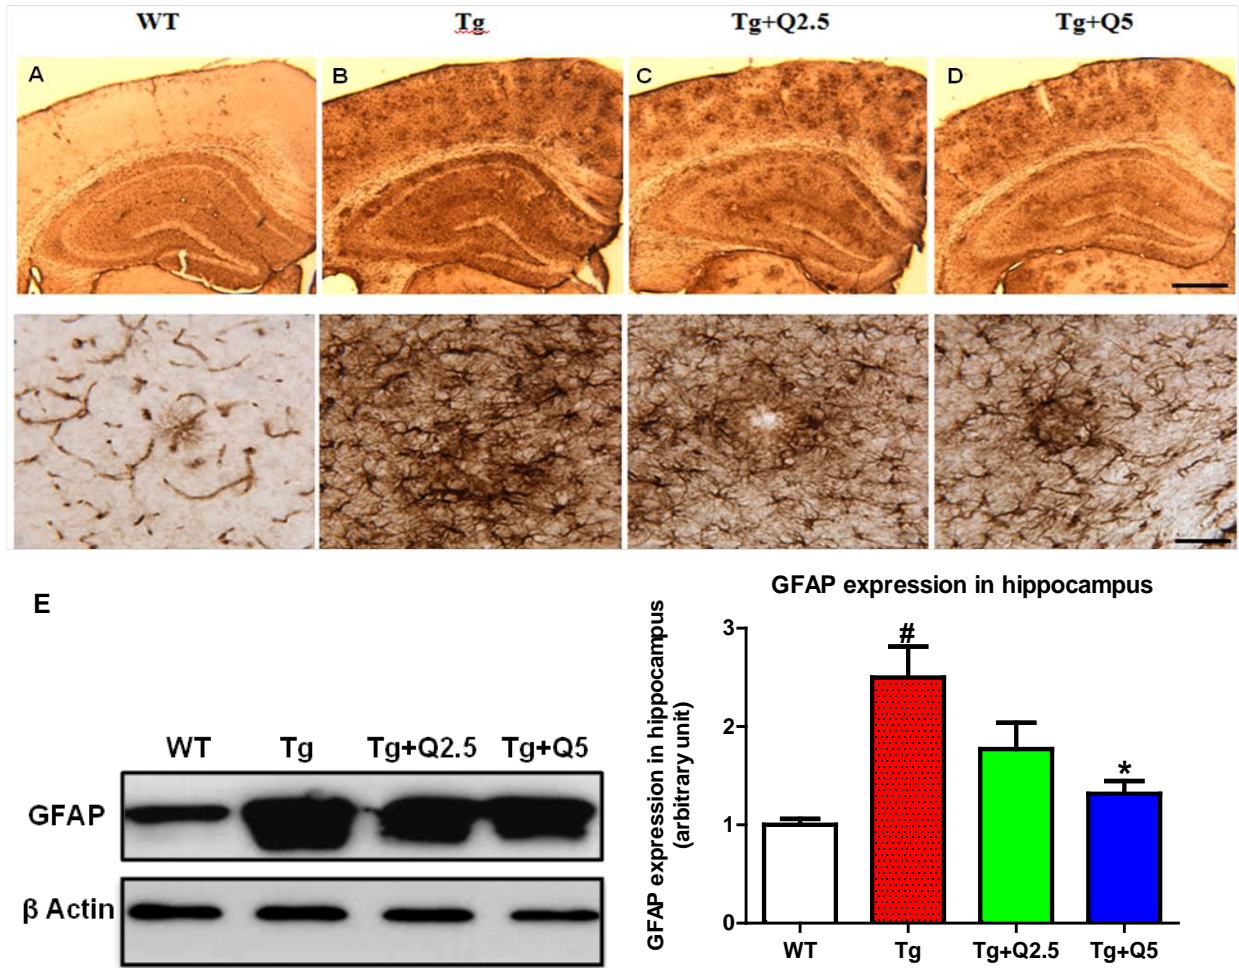 WT Tg Tg+Q2.5 Tg+Q5
A B C D
E
WT Tg Tg+Q2.5 Tg+Q5
GFAP
β Actin
GFAP expression in hippocampus
GFAP expression in hippocampus
(arbitrary unit)
3
2
1
0
#
*
WT Tg Tg+Q2.5 Tg+Q5